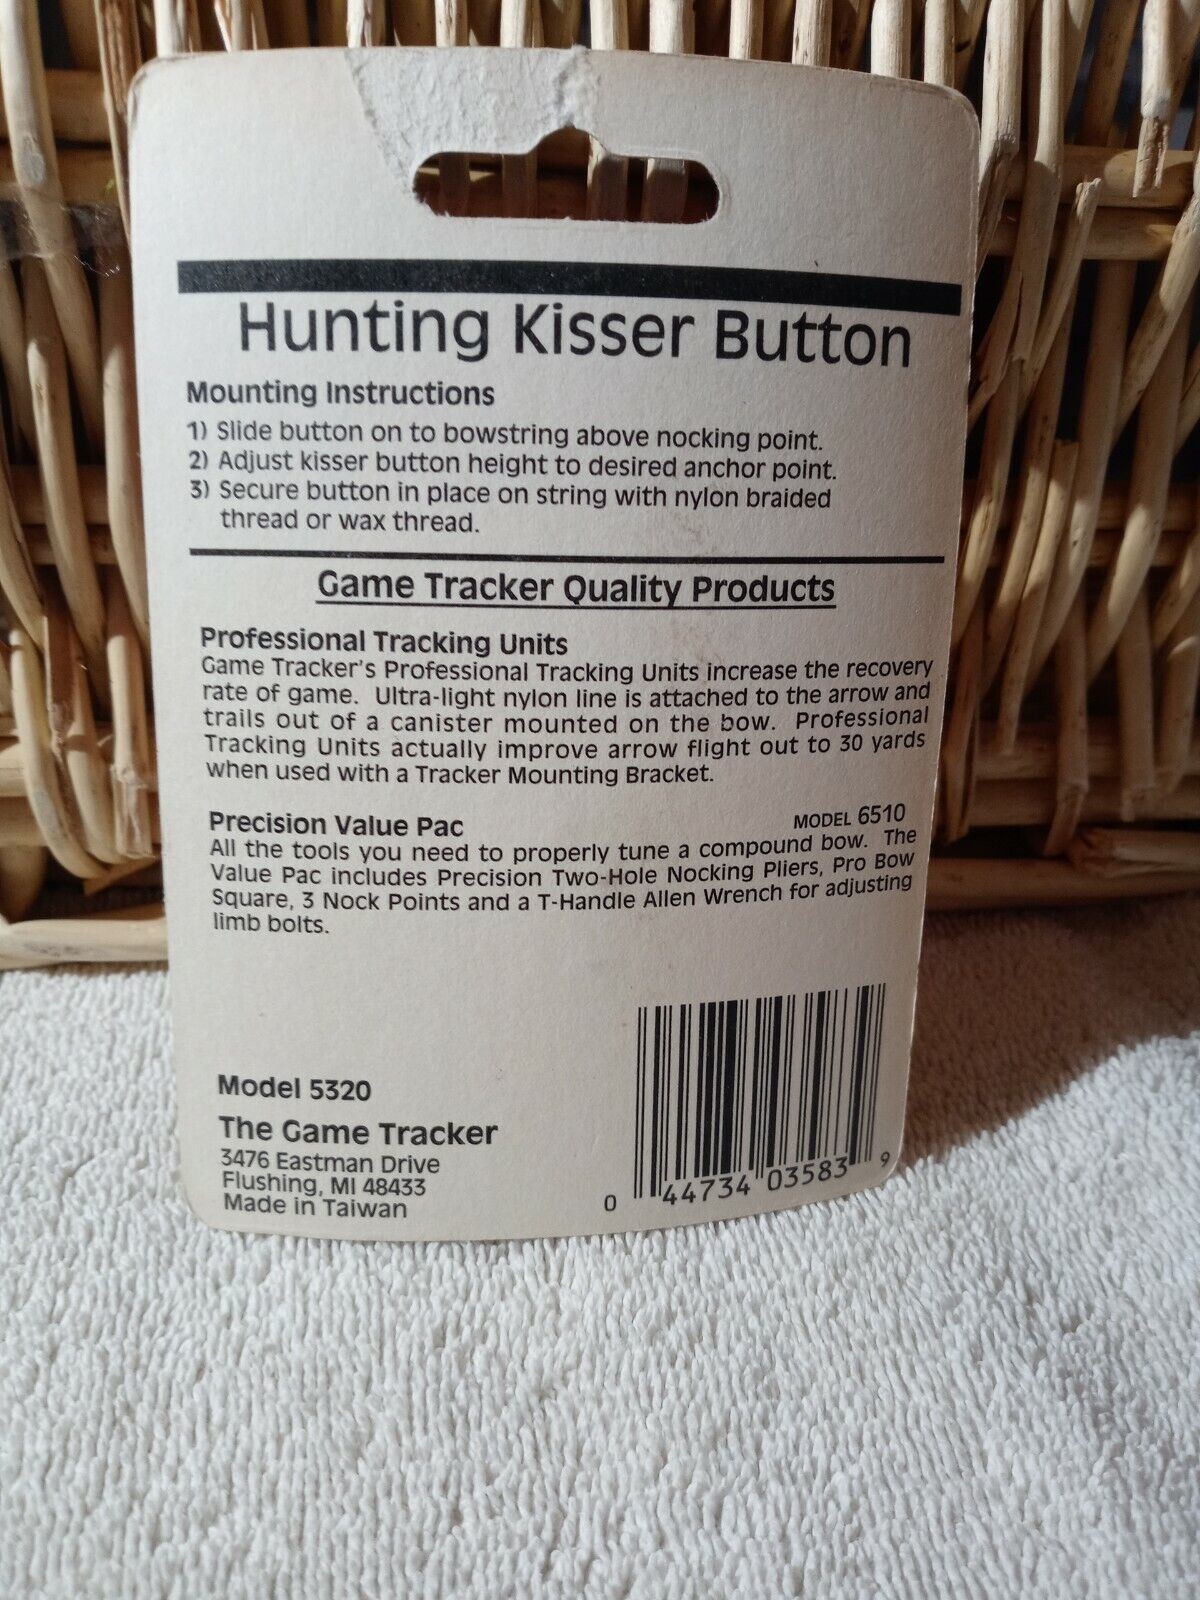 Hunting Kisser Button
Mounting Instructions
1) Slide button on to bowstring above nocking point.
2) Adjust kisser button height to desired anchor point.
3) Secure button in place on string with nylon braided
thread or wax thread.
Game Tracker Quality Products
Professional Tracking Units
Game Tracker's Professional Tracking Units increase the recovery
rate of game. Ultra-light nylon line is attached to the arrow and
trails out of a canister mounted on the bow. Professional
Tracking Units actually improve arrow flight out to 30 yards
when used with a Tracker Mounting Bracket.
Precision Value Pac MODEL 6510
All the tools you need to properly tune a compound bow. The
Value Pac includes Precision Two-Hole Nocking Pliers, Pro Bow
Square, 3 Nock Points and a T-Handle Allen Wrench for adjusting
limb bolts.
Model 5320
The Game Tracker
3476 Eastman Drive
Flushing, MI 48433
Made in Taiwan
0 44734 03583 9